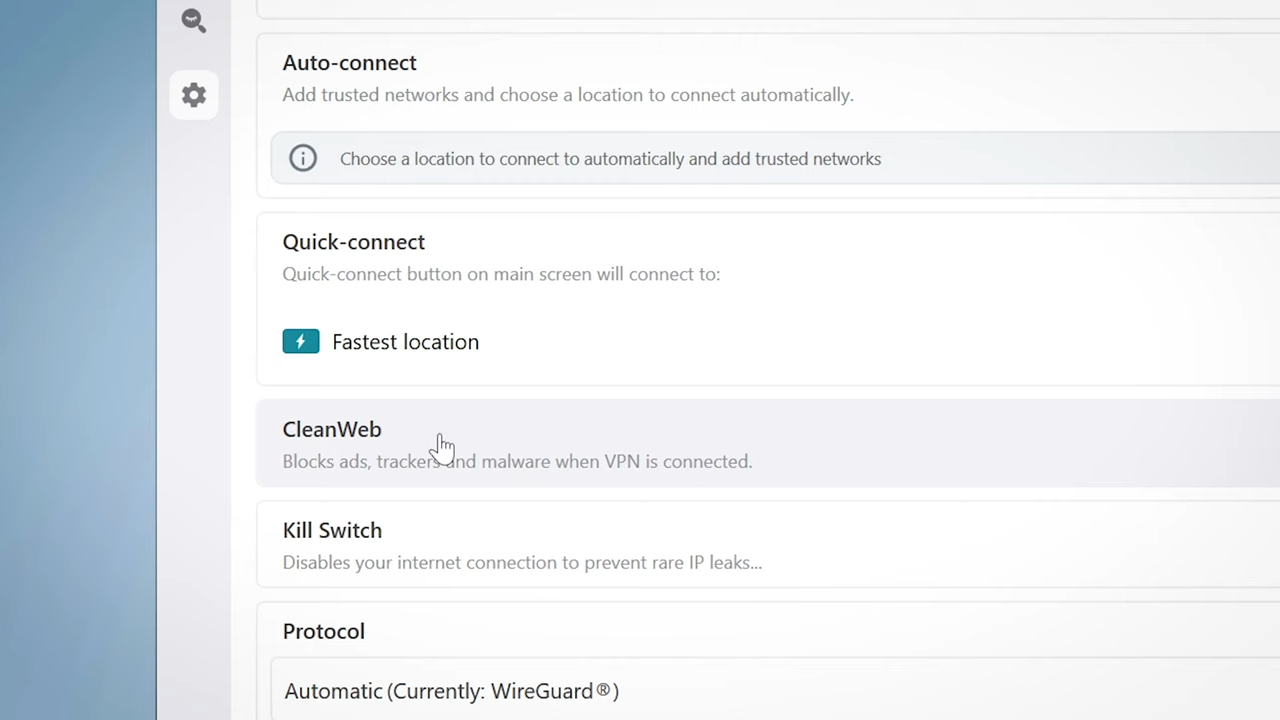 Auto-connect
Add trusted networks and choose a location to connect automatically.
Choose a location to connect to automatically and add trusted networks
Quick-connect
Quick-connect button on main screen will connect to:
Fastest location
CleanWeb
Blocks ads, trackers and malware when VPN is connected.
Kill Switch
Disables your internet connection to prevent rare IP leaks...
Protocol
Automatic (Currently: WireGuard®)